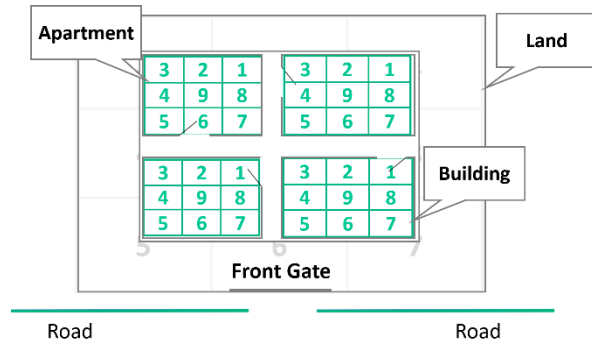 Apartment
Land
3 2 1 3 2 1
4 9 8 4 9 8
5 6 7 5 6 7
3 2 1 3 2 1
Building
4 9 8 4 9 8
5 6 7 5 6 7
5 6 7
Front Gate
Road Road